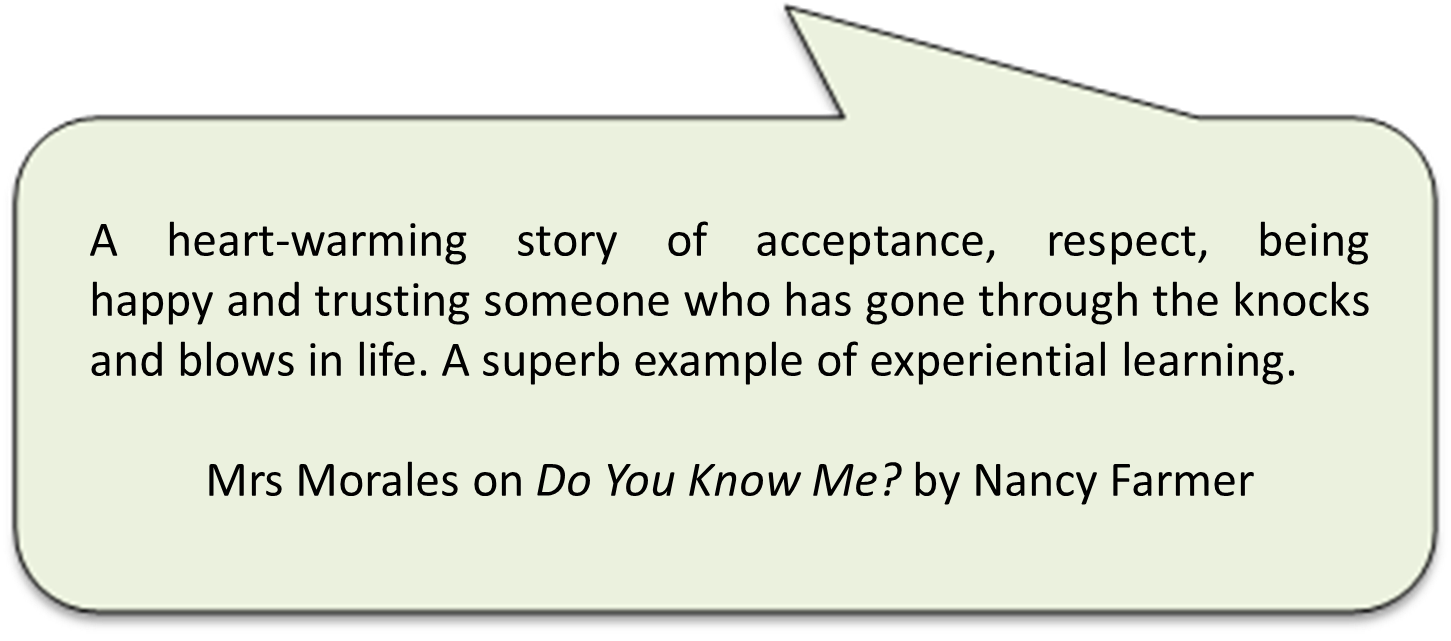 A heart-warming story of acceptance, respect, being
happy and trusting someone who has gone through the knocks
and blows in life. A superb example of experiential learning.
Mrs Morales on Do You Know Me? by Nancy Farmer